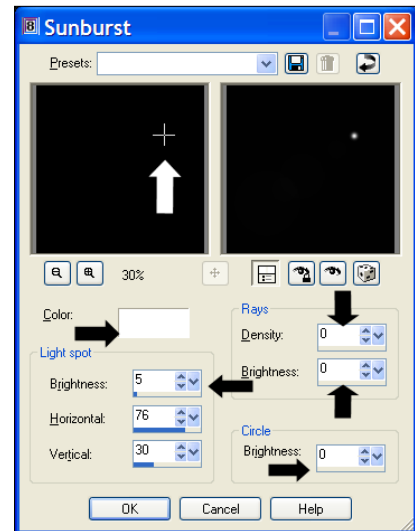 8 Sunburst
Presets:
30%
Color:
Light spot
Brightness: 5
Horizontal: 76
Vertical: 30
Rays
Density: 0
Brightness: 0
Circle
Brightness: 0
OK Cancel Help